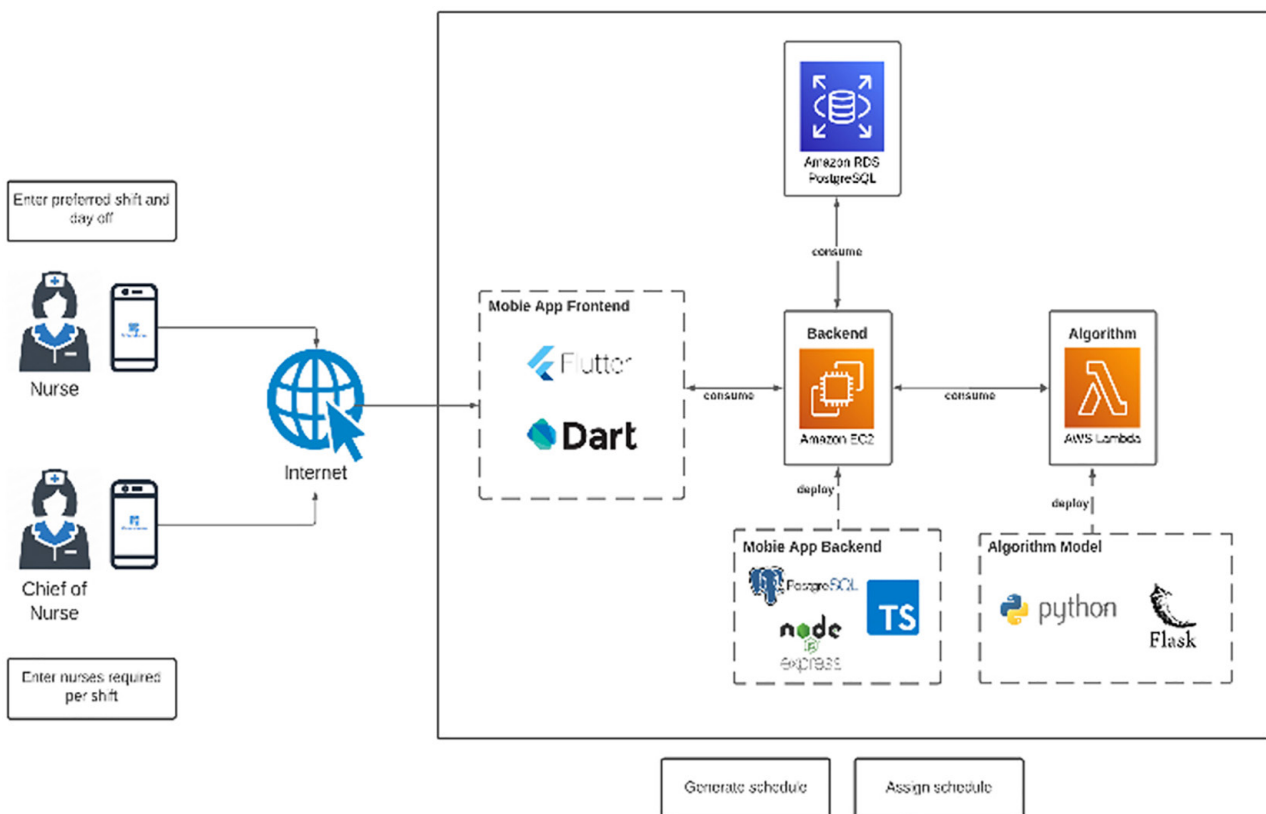 Amazon RDS
PostgreSQL
Enter preferred shift and
day off
consume
Mobie App Frontend
Flutter
Dart
Backend
Amazon EC2
Algorithm
AWS Lambda
consume
consume
Nurse
Internet
deploy
deploy
Mobie App Backend
PostgreSQL
TS
node
JS
express
Algorithm Model
python
Flask
Chief of
Nurse
Enter nurses required
per shift
Generate schedule
Assign schedule